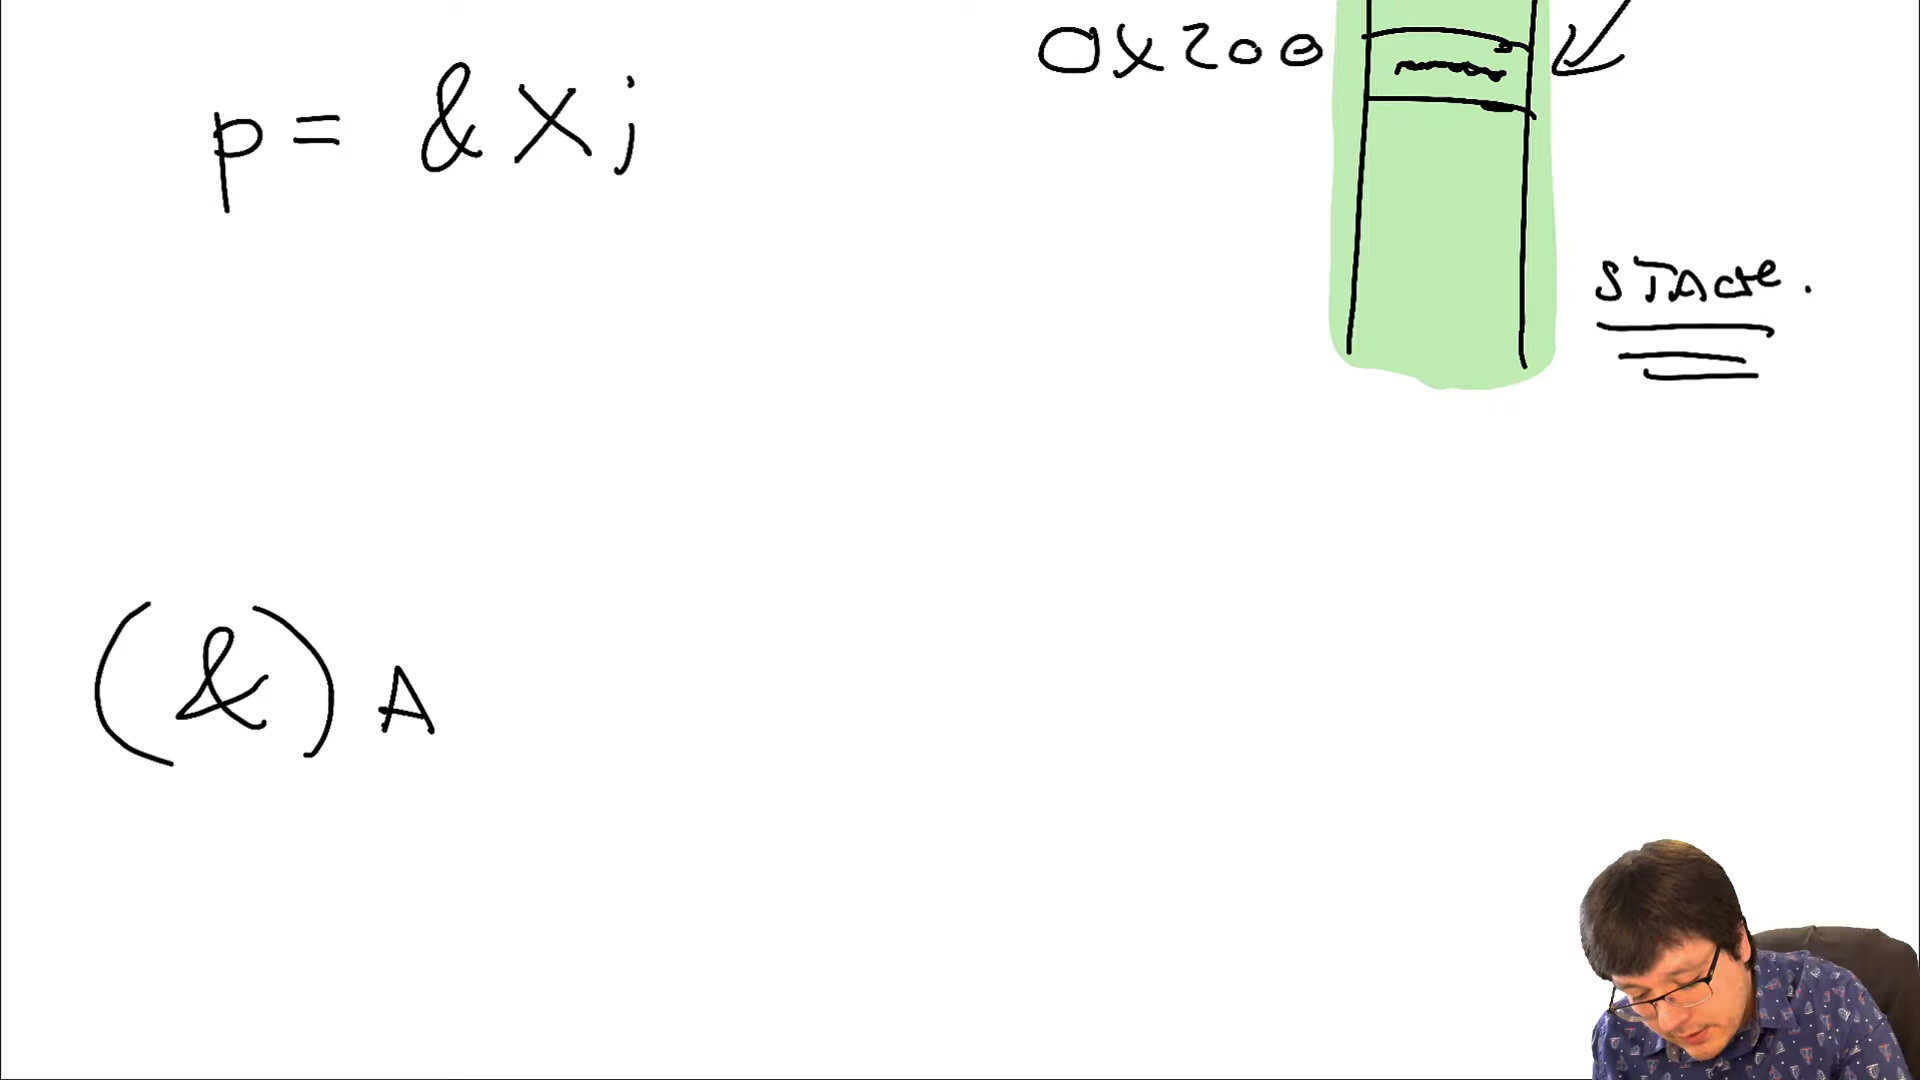 0x200
p = &x;
STACK.
(&) A